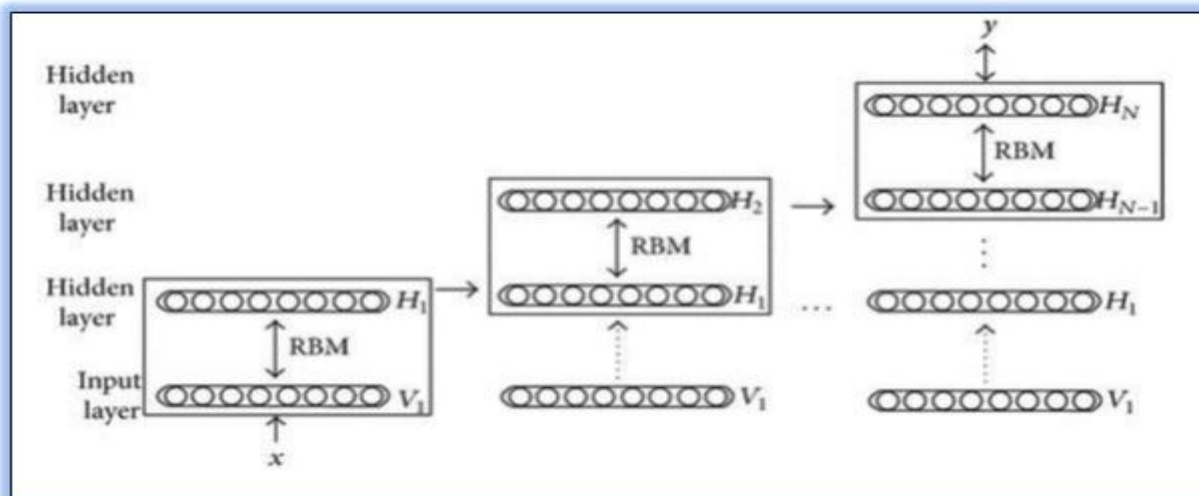 y
Hidden
layer
H_N
RBM
Hidden
layer
H_2
H_{N-1}
RBM
Hidden
layer
H_1
H_1
H_1
RBM
Input
layer
V_1
V_1
V_1
x